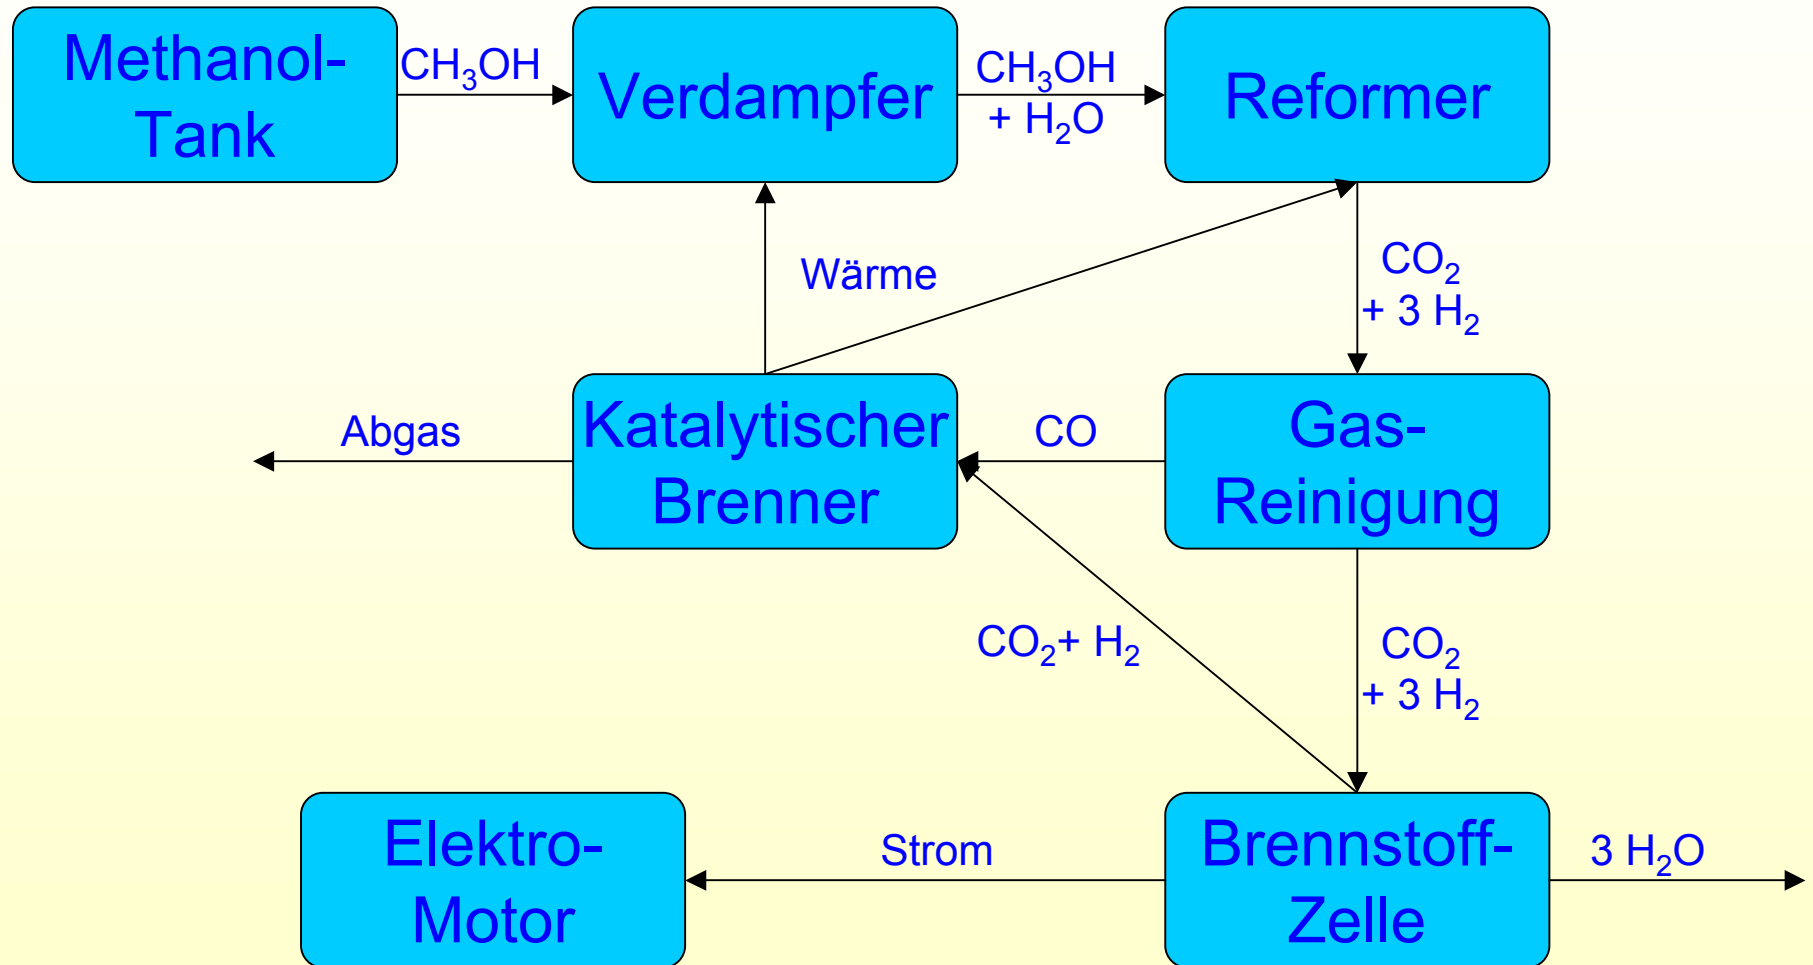 Methanol-
Tank
CH₃OH
Verdampfer
CH₃OH
+ H₂O
Reformer
Wärme
CO₂
+ 3 H₂
Abgas
Katalytischer
Brenner
CO
Gas-
Reinigung
CO₂+ H₂
CO₂
+ 3 H₂
Elektro-
Motor
Strom
Brennstoff-
Zelle
3 H₂O